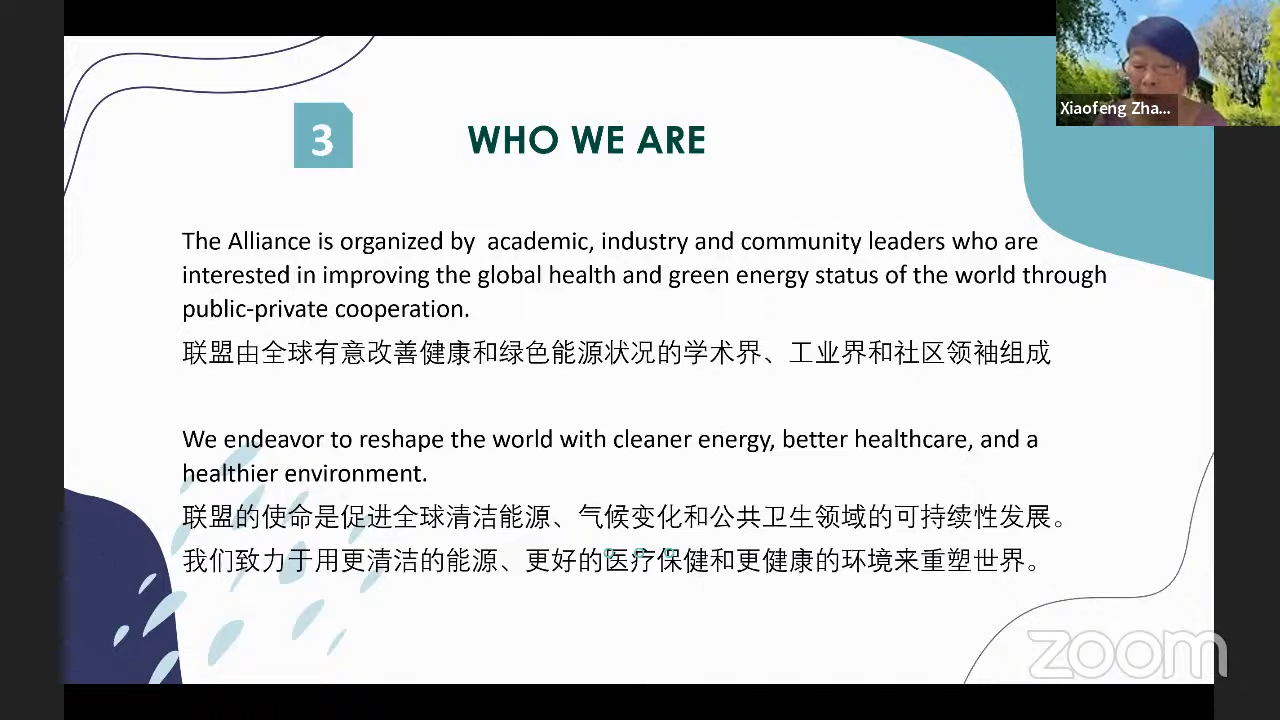 Xiaofeng Zha...
3
WHO WE ARE
The Alliance is organized by academic, industry and community leaders who are
interested in improving the global health and green energy status of the world through
public-private cooperation.
联盟由全球有意改善健康和绿色能源状况的学术界、工业界和社区领袖组成
We endeavor to reshape the world with cleaner energy, better healthcare, and a
healthier environment.
联盟的使命是促进全球清洁能源、气候变化和公共卫生领域的可持续性发展。
我们致力于用更清洁的能源、更好的医疗保健和更健康的环境来重塑世界。
zoom